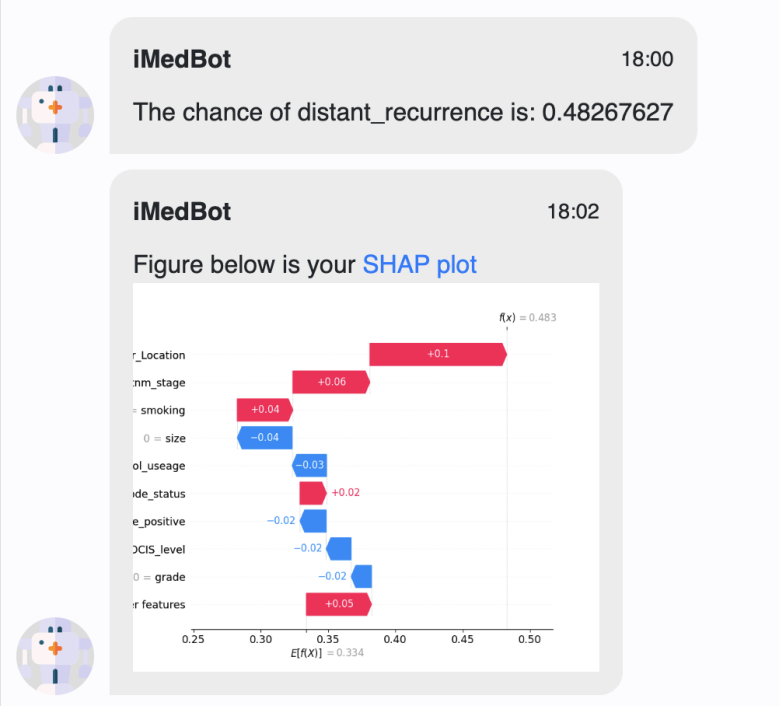 iMedBot 18:00
The chance of distant_recurrence is: 0.48267627
iMedBot 18:02
Figure below is your SHAP plot
f(x) = 0.483
r_Location +0.1
tnm_stage +0.06
= smoking +0.04
0 = size −0.04
ol_useage −0.03
ode_status +0.02
e_positive −0.02
DCIS_level −0.02
0 = grade −0.02
r features +0.05
0.25 0.30 0.35 0.40 0.45 0.50
E[f(X)] = 0.334